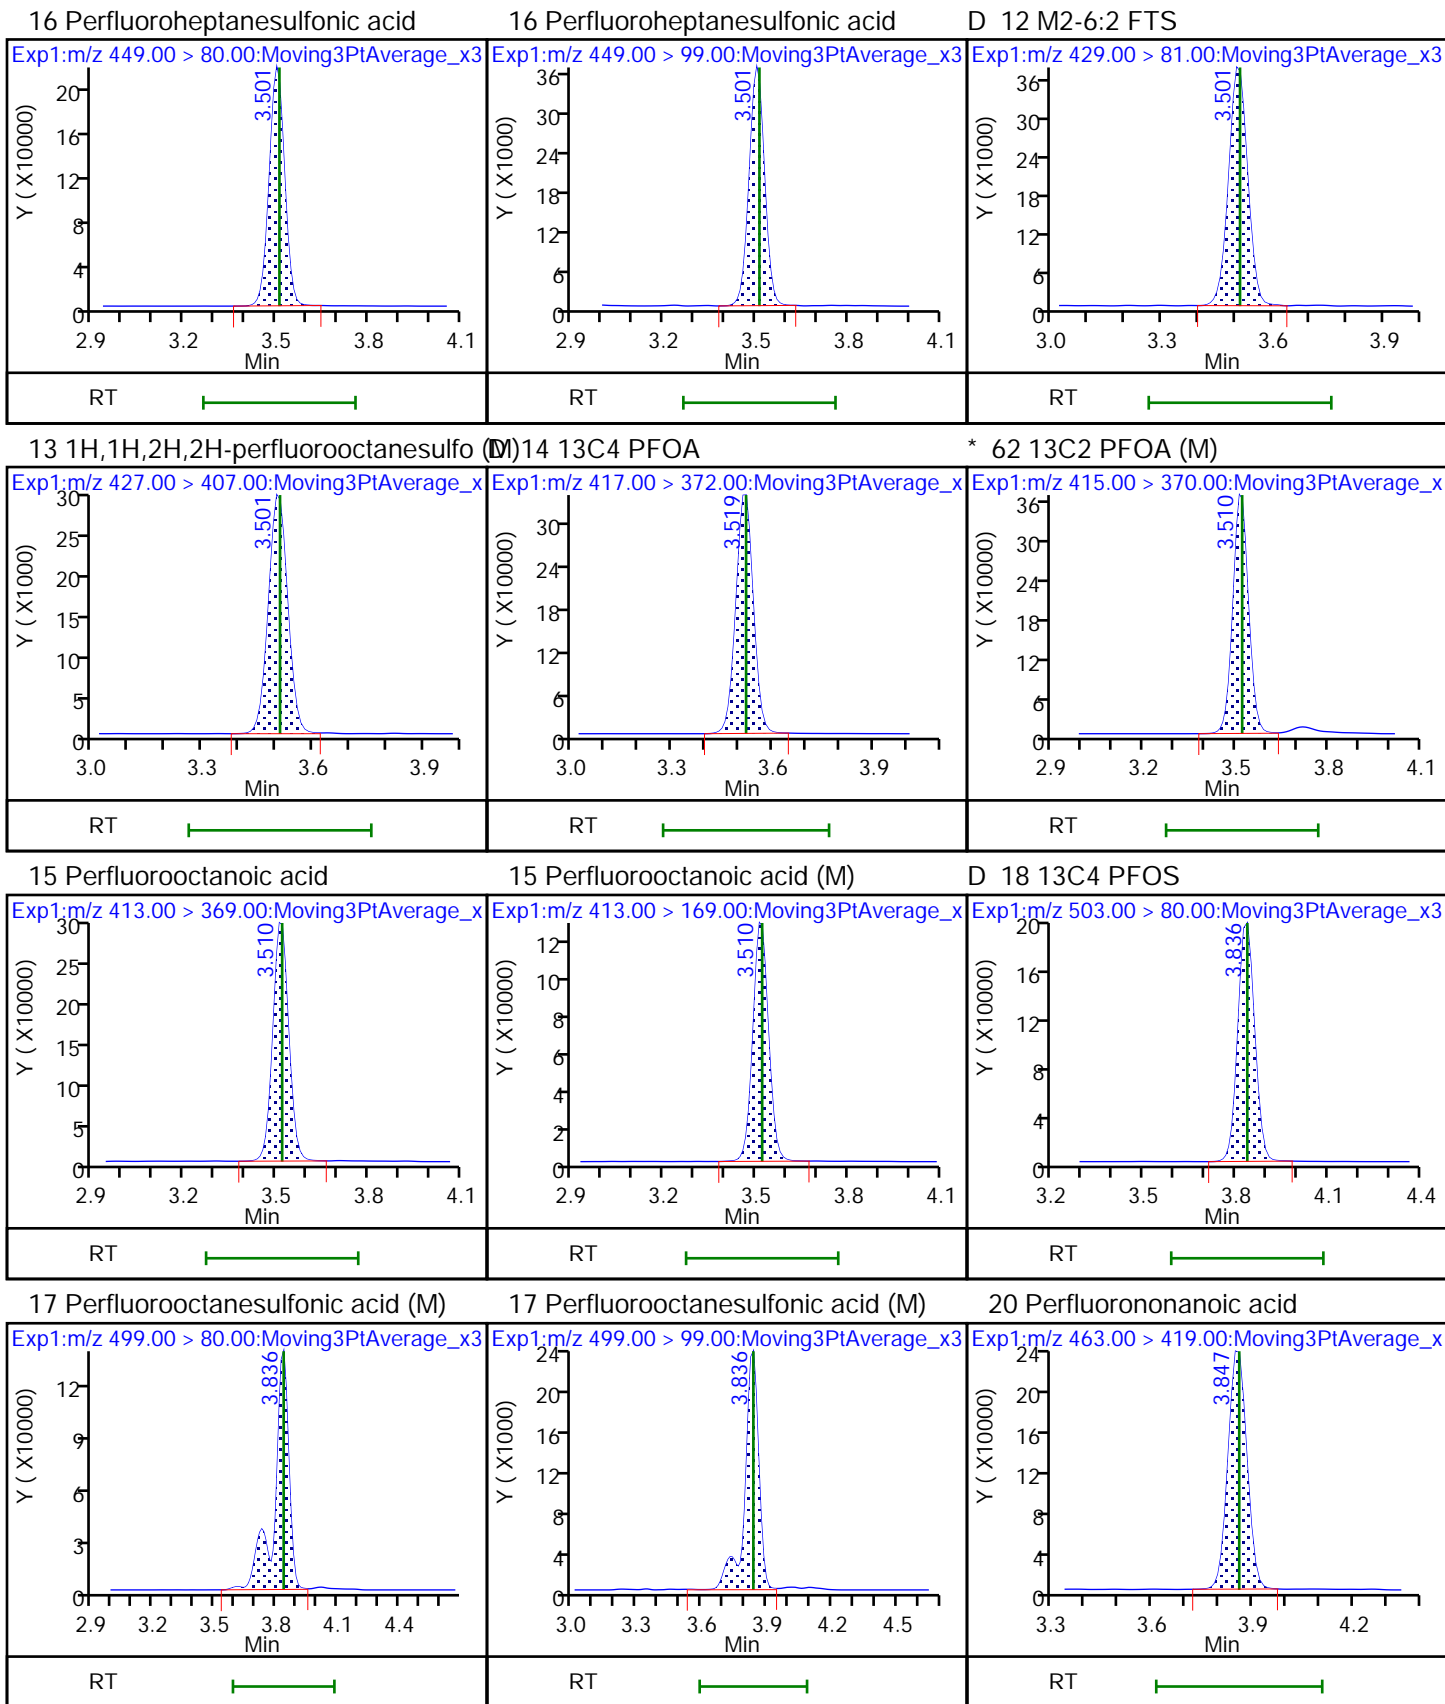 16 Perfluoroheptanesulfonic acid
Exp1:m/z 449.00 > 80.00:Moving3PtAverage_x3
3.501
Y ( X10000)
20
16
12
8
4
0
2.9 3.2 3.5 3.8 4.1
Min
RT
16 Perfluoroheptanesulfonic acid
Exp1:m/z 449.00 > 99.00:Moving3PtAverage_x3
3.501
Y ( X1000)
36
30
24
18
12
6
0
2.9 3.2 3.5 3.8 4.1
Min
RT
D 12 M2-6:2 FTS
Exp1:m/z 429.00 > 81.00:Moving3PtAverage_x3
3.501
Y ( X1000)
36
30
24
18
12
6
0
3.0 3.3 3.6 3.9
Min
RT
13 1H,1H,2H,2H-perfluorooctanesulfo (M)
Exp1:m/z 427.00 > 407.00:Moving3PtAverage_x
3.501
Y ( X10000)
30
25
20
15
10
5
0
3.0 3.3 3.6 3.9
Min
RT
D 14 13C4 PFOA
Exp1:m/z 417.00 > 372.00:Moving3PtAverage_x
3.519
Y ( X10000)
30
24
18
12
6
0
3.0 3.3 3.6 3.9
Min
RT
* 62 13C2 PFOA (M)
Exp1:m/z 415.00 > 370.00:Moving3PtAverage_x
3.510
Y ( X10000)
36
30
24
18
12
6
0
2.9 3.2 3.5 3.8 4.1
Min
RT
15 Perfluorooctanoic acid
Exp1:m/z 413.00 > 369.00:Moving3PtAverage_x
3.510
Y ( X10000)
30
25
20
15
10
5
0
2.9 3.2 3.5 3.8 4.1
Min
RT
15 Perfluorooctanoic acid (M)
Exp1:m/z 413.00 > 169.00:Moving3PtAverage_x
3.510
Y ( X10000)
12
10
8
6
4
2
0
2.9 3.2 3.5 3.8 4.1
Min
RT
D 18 13C4 PFOS
Exp1:m/z 503.00 > 80.00:Moving3PtAverage_x3
3.836
Y ( X10000)
20
16
12
8
4
0
3.2 3.5 3.8 4.1 4.4
Min
RT
17 Perfluorooctanesulfonic acid (M)
Exp1:m/z 499.00 > 80.00:Moving3PtAverage_x3
3.836
Y ( X10000)
12
9
6
3
0
2.9 3.2 3.5 3.8 4.1 4.4
Min
RT
17 Perfluorooctanesulfonic acid (M)
Exp1:m/z 499.00 > 99.00:Moving3PtAverage_x3
3.836
Y ( X1000)
24
20
16
12
8
4
0
3.0 3.3 3.6 3.9 4.2 4.5
Min
RT
20 Perfluorononanoic acid
Exp1:m/z 463.00 > 419.00:Moving3PtAverage_x
3.847
Y ( X10000)
24
20
16
12
8
4
0
3.3 3.6 3.9 4.2
Min
RT